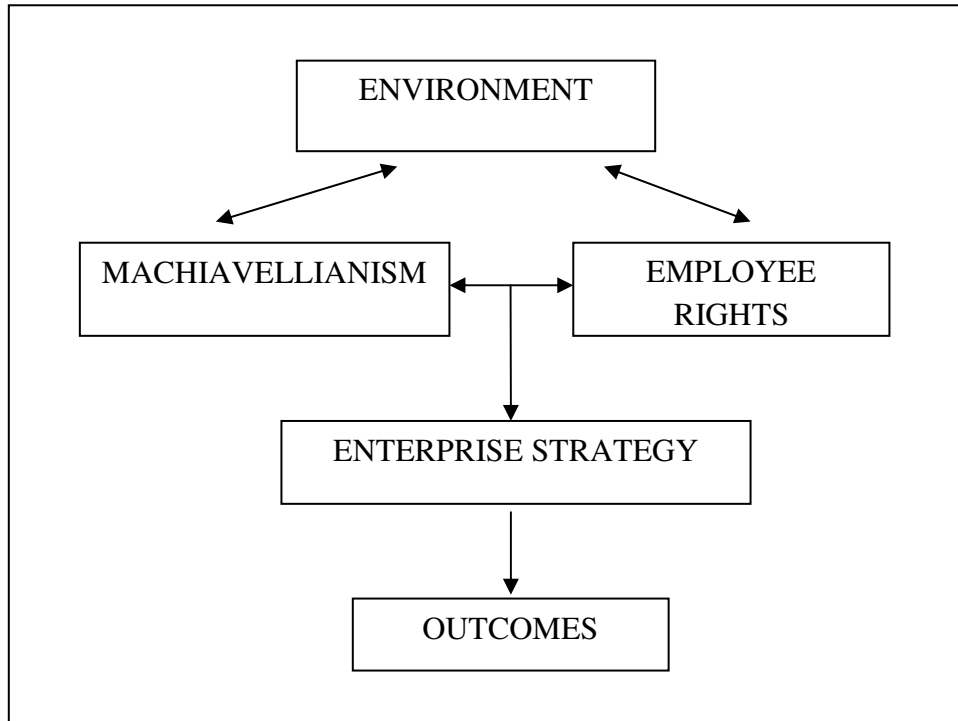 ENVIRONMENT
MACHIAVELLIANISM
EMPLOYEE
RIGHTS
ENTERPRISE STRATEGY
OUTCOMES